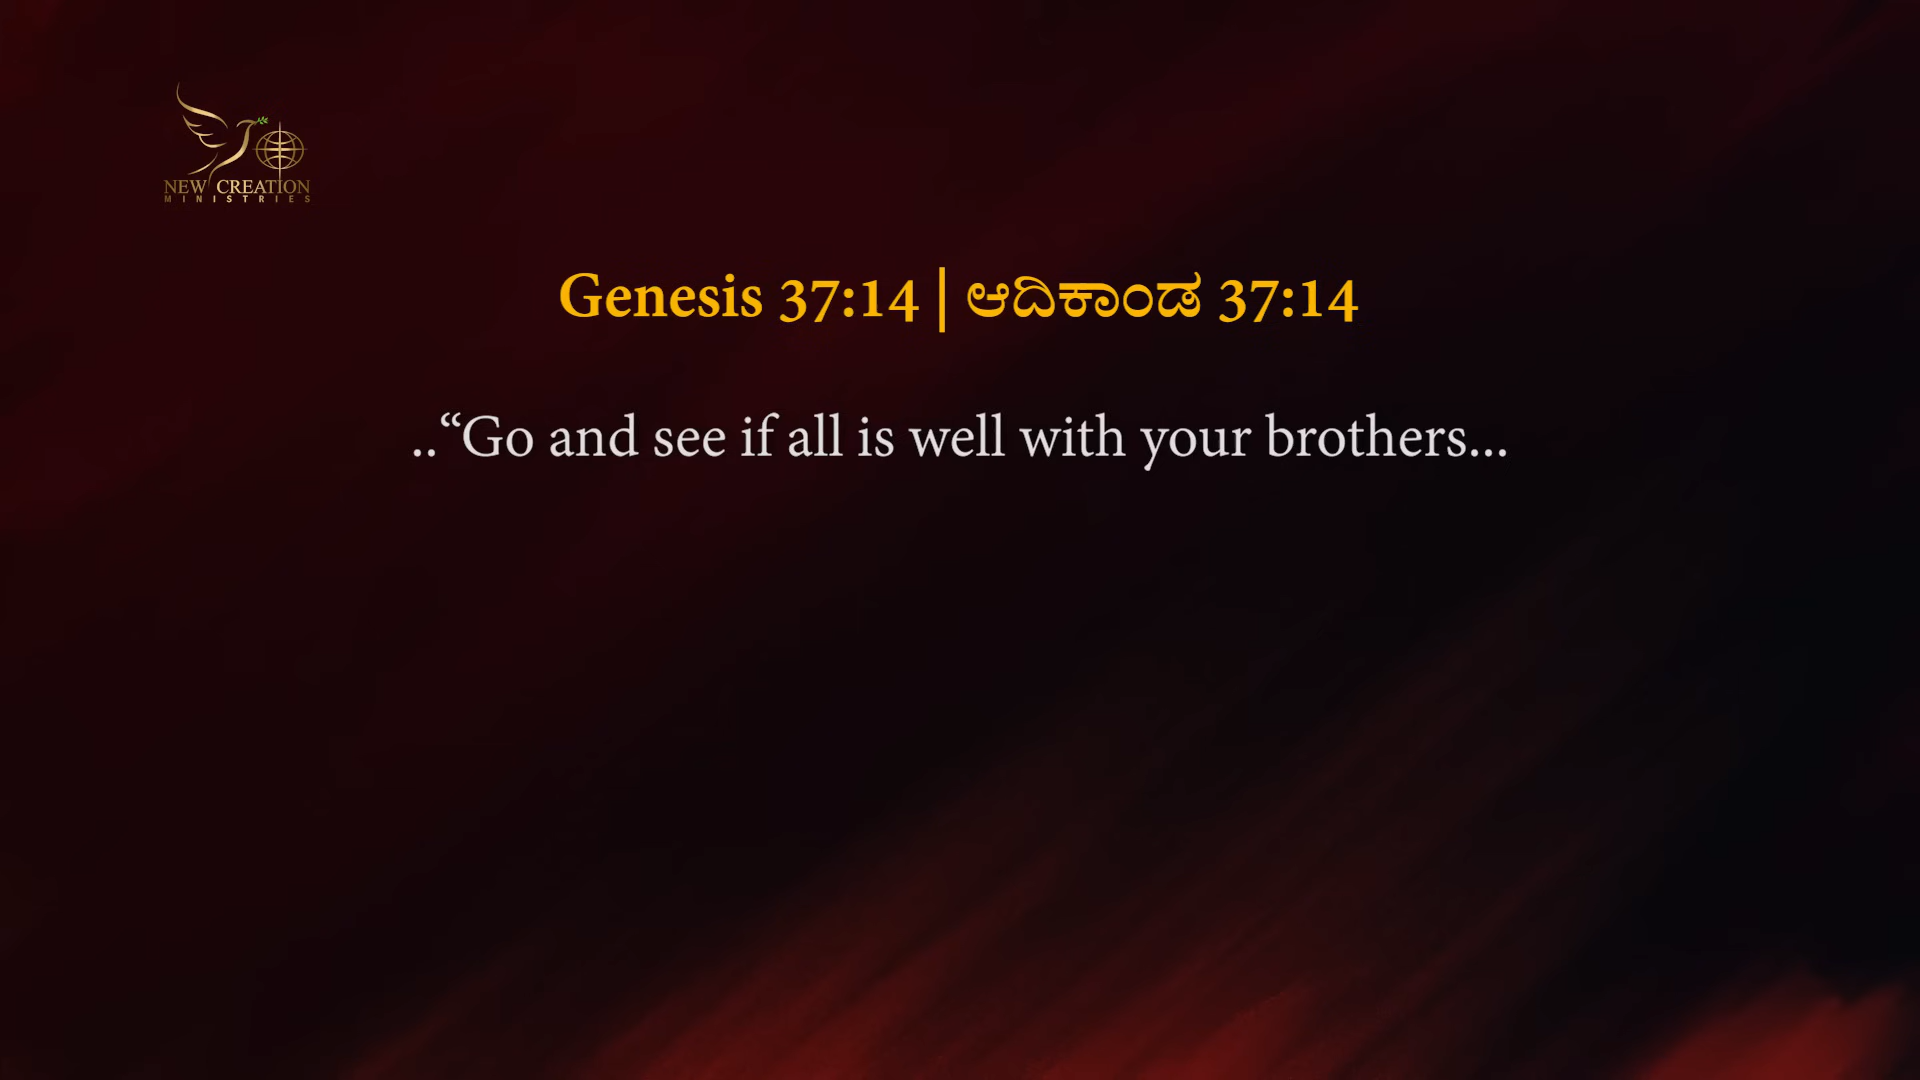 NEW CREATION
MINISTRIES
Genesis 37:14 | ಆದಿಕಾಂಡ 37:14
..“Go and see if all is well with your brothers...